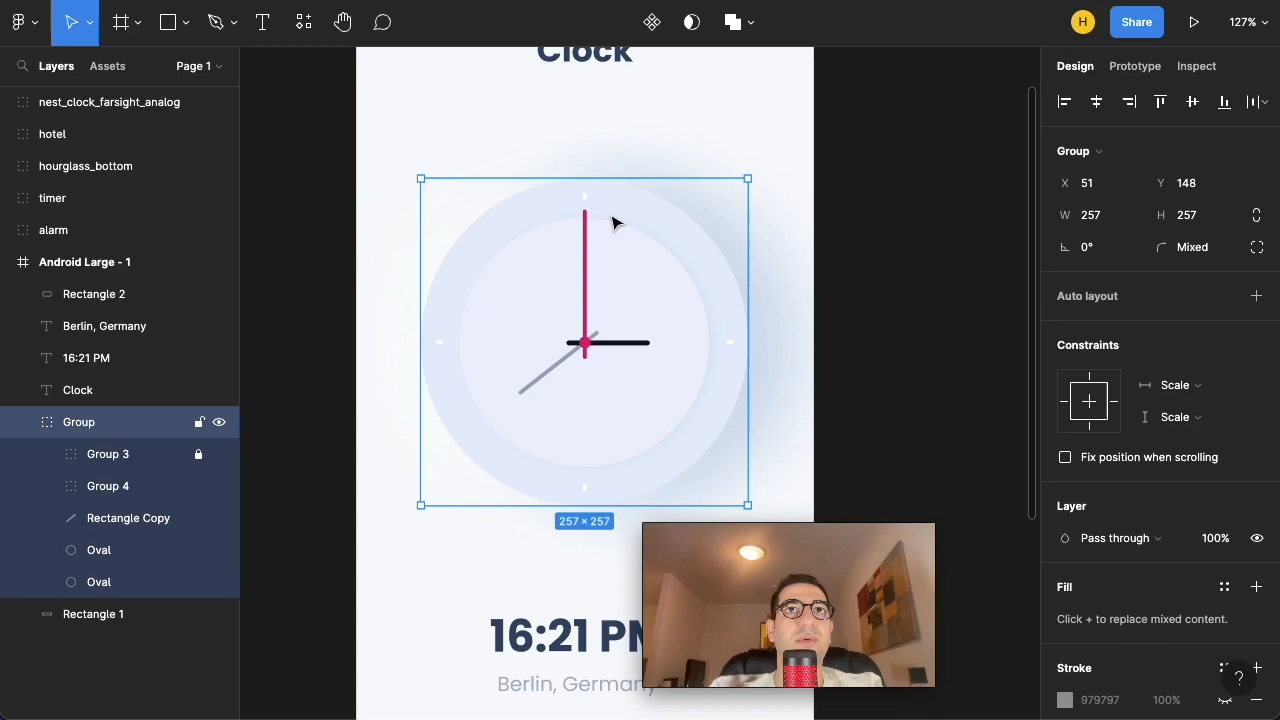 H
Share
127%
Layers
Assets
Page 1
nest_clock_farsight_analog
hotel
hourglass_bottom
timer
alarm
Android Large - 1
Rectangle 2
Berlin, Germany
16:21 PM
Clock
Group
Group 3
Group 4
Rectangle Copy
Oval
Oval
Rectangle 1
Clock
257 × 257
16:21 PM
Berlin, Germany
Design
Prototype
Inspect
Group
X 51
Y 148
W 257
H 257
0°
Mixed
Auto layout
Constraints
Scale
Scale
Fix position when scrolling
Layer
Pass through
100%
Fill
Click + to replace mixed content.
Stroke
979797
100%
?